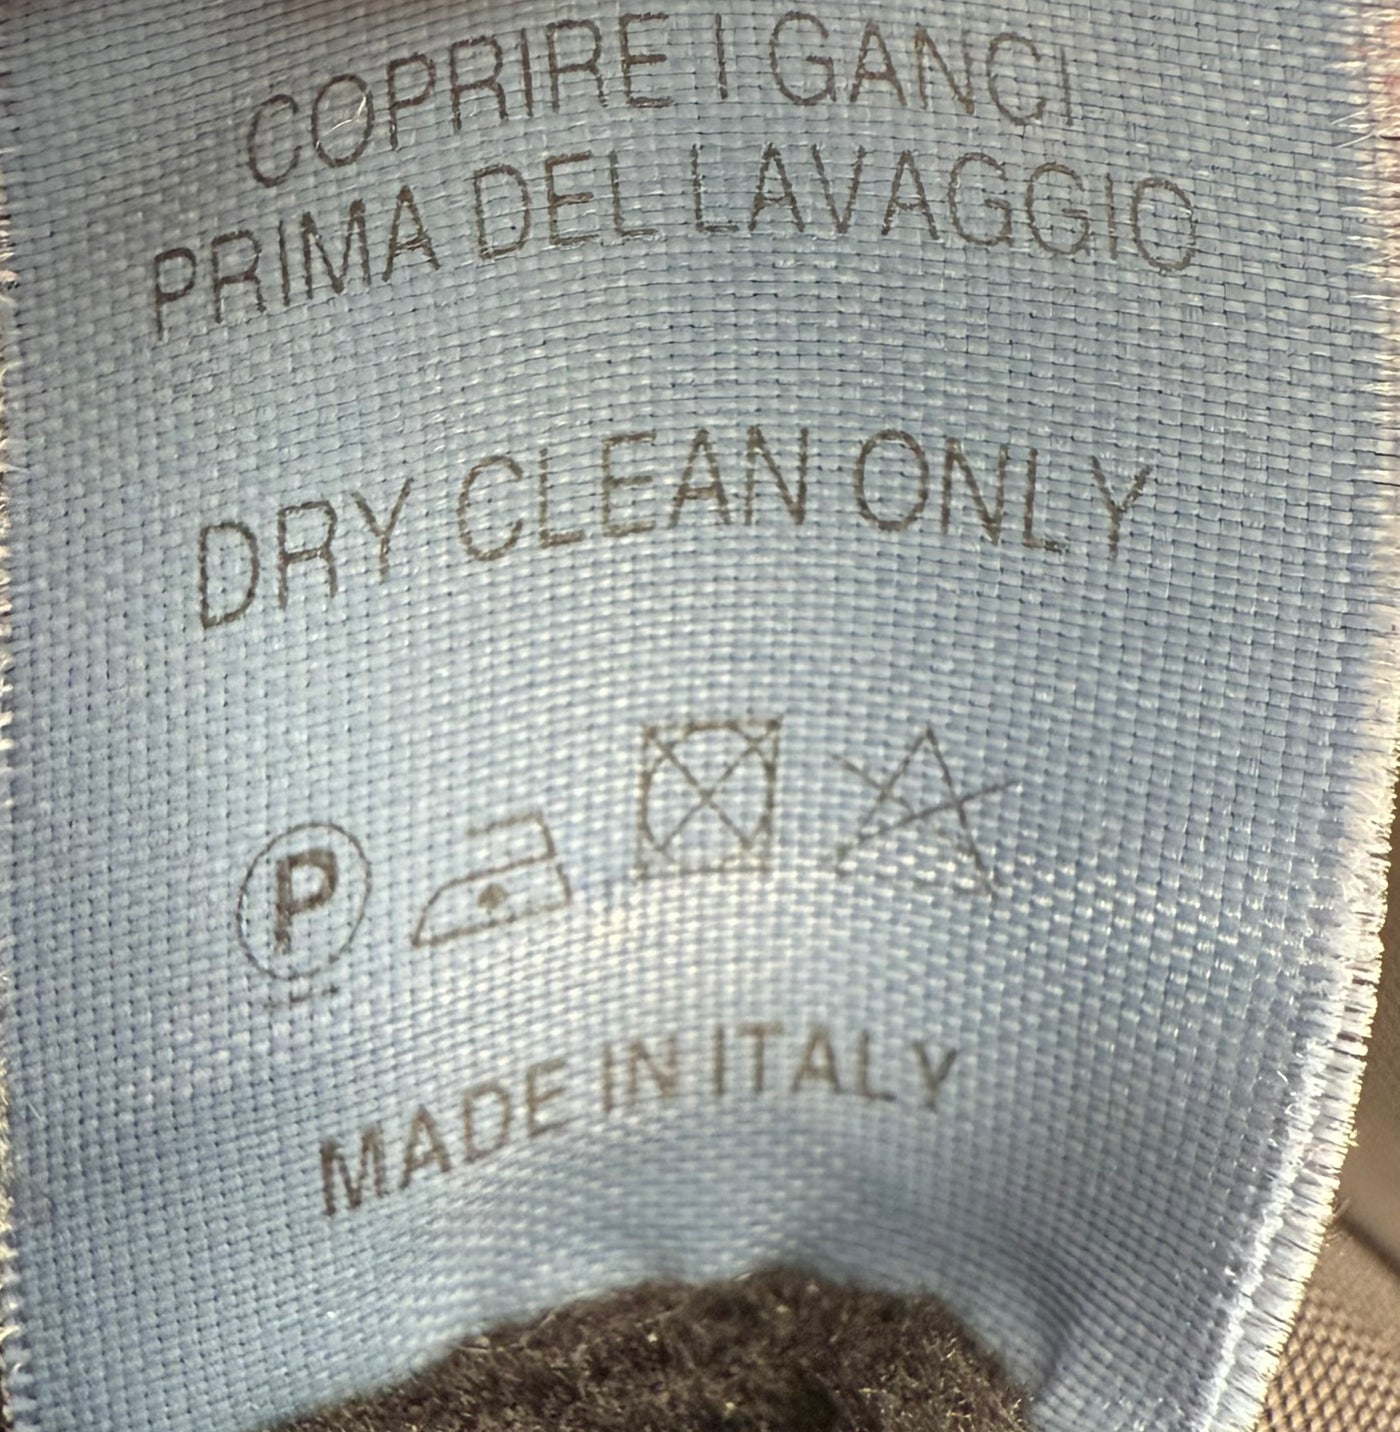 COPRIRE I GANCI
PRIMA DEL LAVAGGIO
DRY CLEAN ONLY
P
MADE IN ITALY